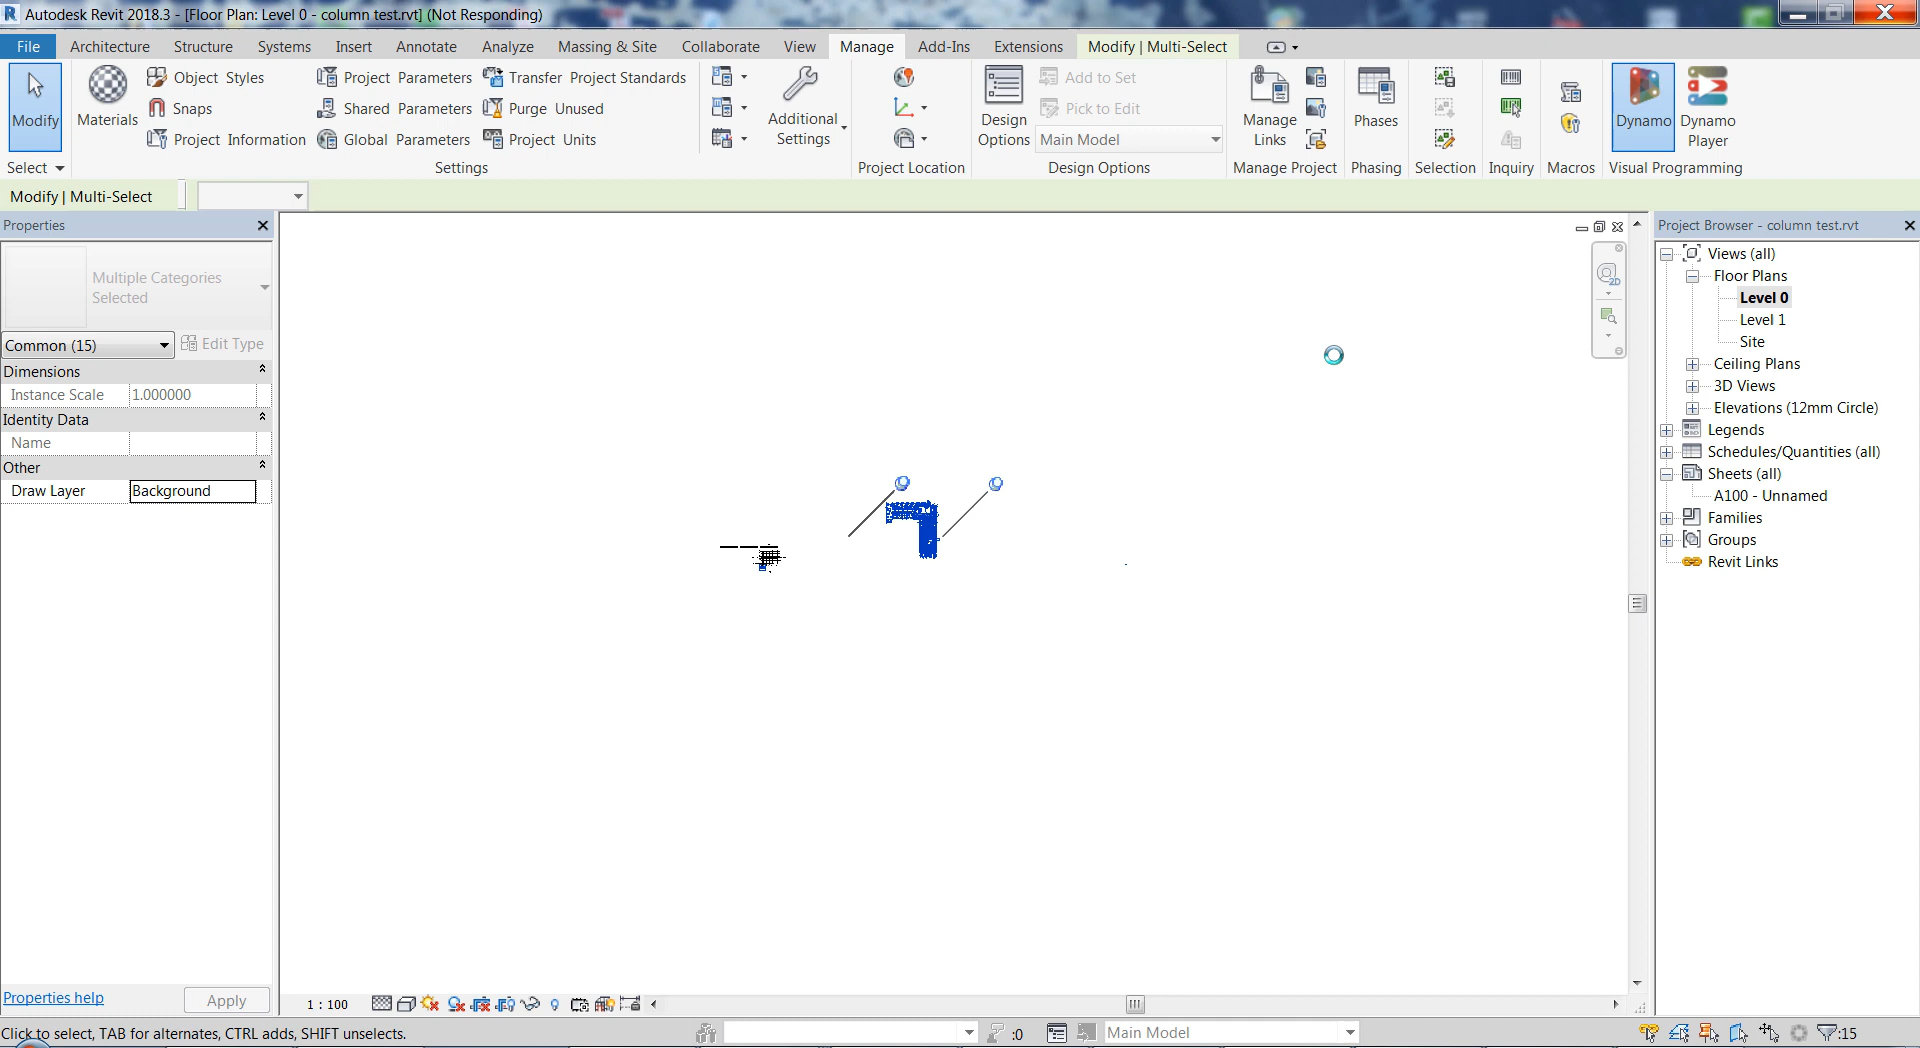 Autodesk Revit 2018.3 - [Floor Plan: Level 0 - column test.rvt] (Not Responding)
File Architecture Structure Systems Insert Annotate Analyze Massing & Site Collaborate View Manage Add-Ins Extensions Modify | Multi-Select
Modify
Select
Materials
Object Styles
Snaps
Project Information
Project Parameters
Shared Parameters
Global Parameters
Transfer Project Standards
Purge Unused
Project Units
Settings
Additional
Settings
Project Location
Design
Options
Add to Set
Pick to Edit
Main Model
Design Options
Manage
Links
Manage Project
Phases
Phasing
Selection
Inquiry
Macros
Dynamo
Dynamo
Player
Visual Programming
Modify | Multi-Select
Properties
Multiple Categories
Selected
Common (15)
Edit Type
Dimensions
Instance Scale 1.000000
Identity Data
Name
Other
Draw Layer Background
Properties help
Apply
2D
Project Browser - column test.rvt
Views (all)
Floor Plans
Level 0
Level 1
Site
Ceiling Plans
3D Views
Elevations (12mm Circle)
Legends
Schedules/Quantities (all)
Sheets (all)
A100 - Unnamed
Families
Groups
Revit Links
1 : 100
Click to select, TAB for alternates, CTRL adds, SHIFT unselects.
:0
Main Model
:15